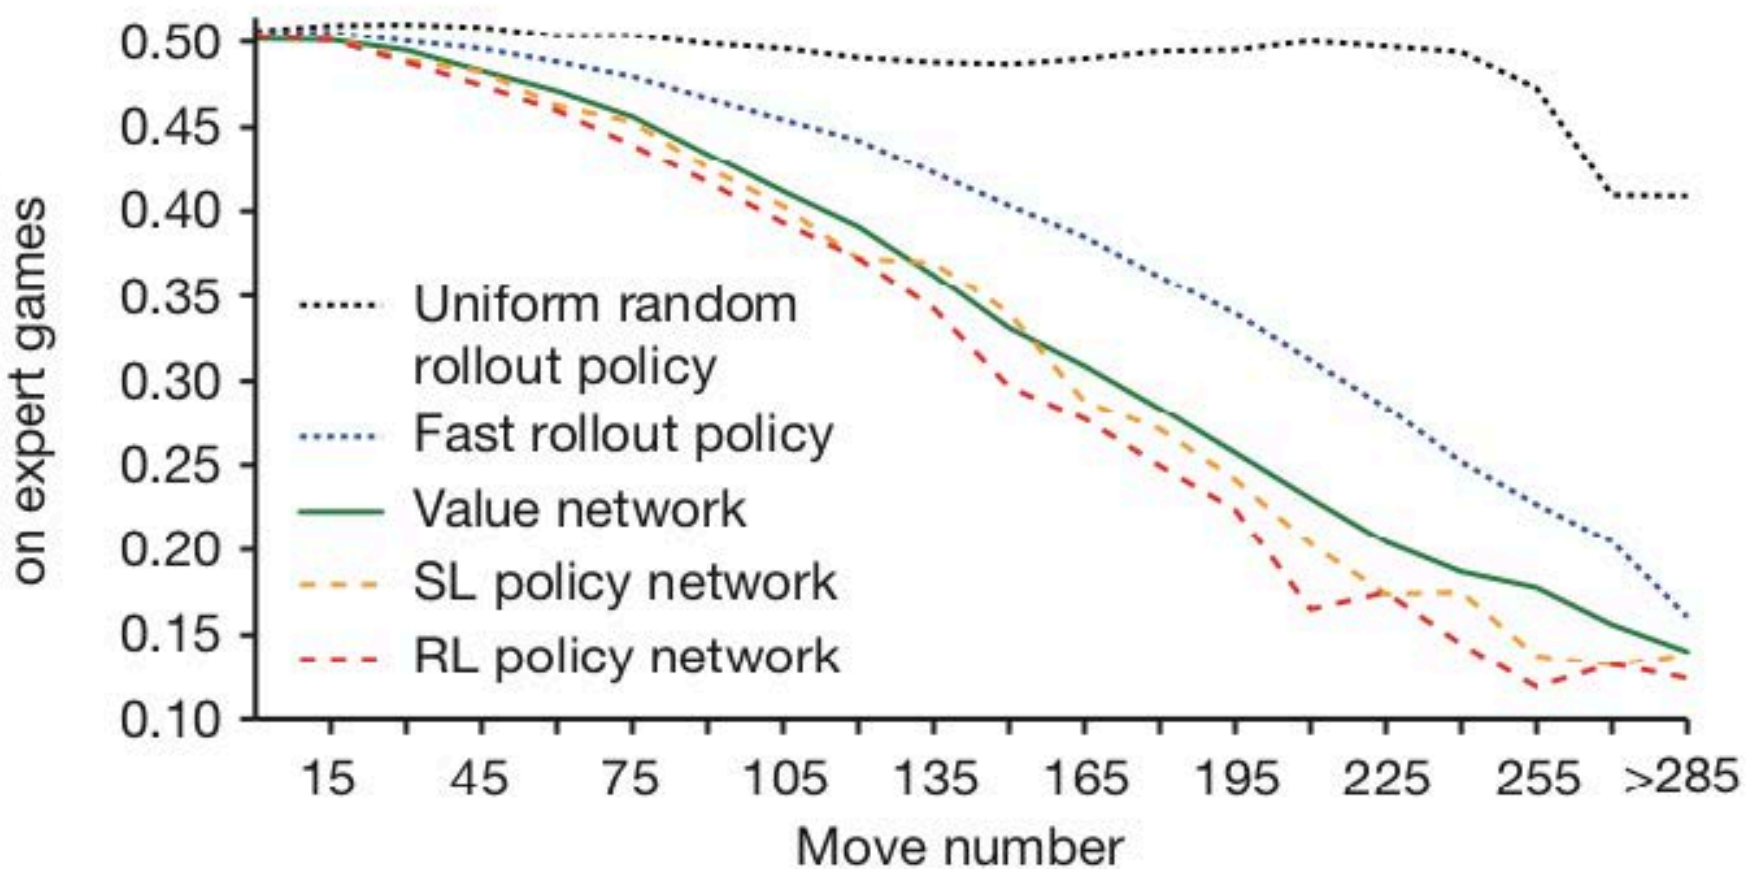 0.50
0.45
0.40
0.35
0.30
0.25
0.20
0.15
0.10
on expert games
Uniform random
rollout policy
Fast rollout policy
Value network
SL policy network
RL policy network
15 45 75 105 135 165 195 225 255 >285
Move number